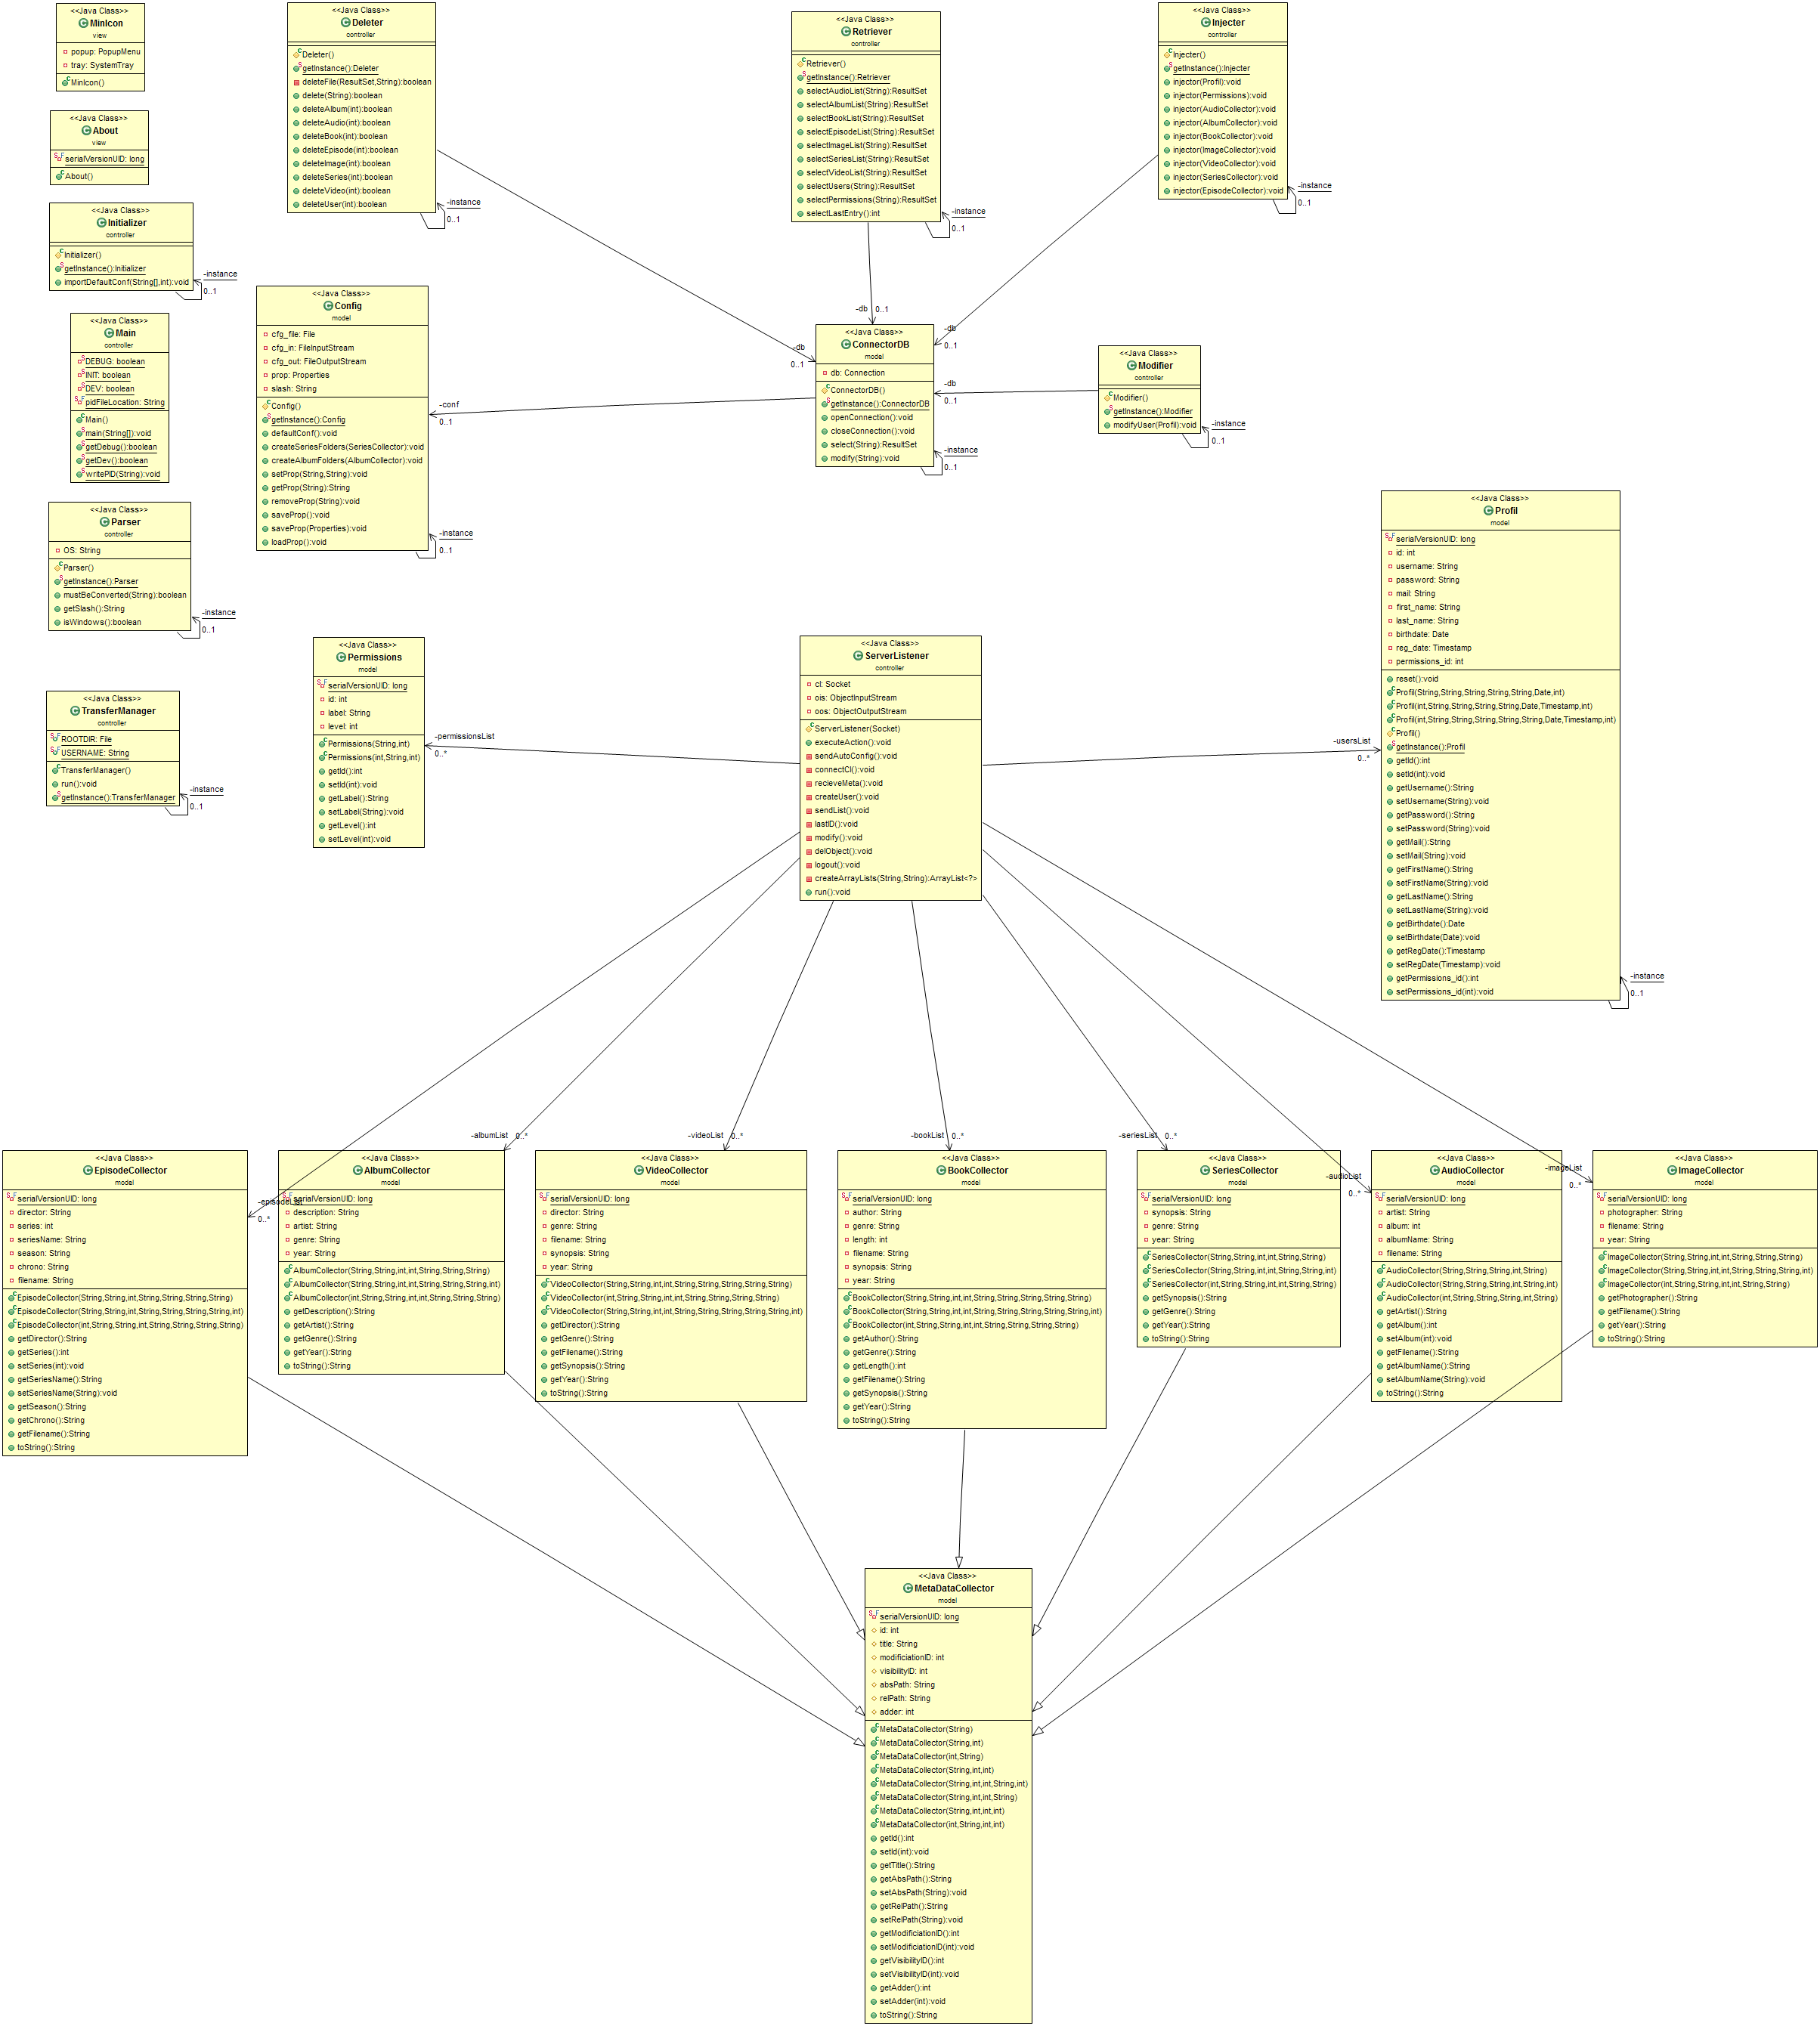 <<Java Class>>
MinIcon
view
popup: PopupMenu
tray: SystemTray
MinIcon()
<<Java Class>>
About
view
serialVersionUID: long
About()
<<Java Class>>
Initializer
controller
Initializer()
getInstance():Initializer
importDefaultConf(String[],int):void
-instance
0..1
<<Java Class>>
Main
controller
DEBUG: boolean
INIT: boolean
DEV: boolean
pidFileLocation: String
Main()
main(String[]):void
getDebug():boolean
getDev():boolean
writePID(String):void
<<Java Class>>
Parser
controller
OS: String
Parser()
getInstance():Parser
mustBeConverted(String):boolean
getSlash():String
isWindows():boolean
-instance
0..1
<<Java Class>>
TransferManager
controller
ROOTDIR: File
USERNAME: String
TransferManager()
run():void
getInstance():TransferManager
-instance
0..1
<<Java Class>>
Deleter
controller
Deleter()
getInstance():Deleter
deleteFile(ResultSet,String):boolean
delete(String):boolean
deleteAlbum(int):boolean
deleteAudio(int):boolean
deleteBook(int):boolean
deleteEpisode(int):boolean
deleteImage(int):boolean
deleteSeries(int):boolean
deleteVideo(int):boolean
deleteUser(int):boolean
-instance
0..1
<<Java Class>>
Retriever
controller
Retriever()
getInstance():Retriever
selectAudioList(String):ResultSet
selectAlbumList(String):ResultSet
selectBookList(String):ResultSet
selectEpisodeList(String):ResultSet
selectImageList(String):ResultSet
selectSeriesList(String):ResultSet
selectVideoList(String):ResultSet
selectUsers(String):ResultSet
selectPermissions(String):ResultSet
selectLastEntry():int
-instance
0..1
<<Java Class>>
Injecter
controller
Injecter()
getInstance():Injecter
injector(Profil):void
injector(Permissions):void
injector(AudioCollector):void
injector(AlbumCollector):void
injector(BookCollector):void
injector(ImageCollector):void
injector(VideoCollector):void
injector(SeriesCollector):void
injector(EpisodeCollector):void
-instance
0..1
<<Java Class>>
Config
model
cfg_file: File
cfg_in: FileInputStream
cfg_out: FileOutputStream
prop: Properties
slash: String
Config()
getInstance():Config
defaultConf():void
createSeriesFolders(SeriesCollector):void
createAlbumFolders(AlbumCollector):void
setProp(String,String):void
getProp(String):String
removeProp(String):void
saveProp():void
saveProp(Properties):void
loadProp():void
-instance
0..1
-conf
0..1
-db
0..1
-db
0..1
-db
0..1
-db
0..1
<<Java Class>>
ConnectorDB
model
db: Connection
ConnectorDB()
getInstance():ConnectorDB
openConnection():void
closeConnection():void
select(String):ResultSet
modify(String):void
-instance
0..1
<<Java Class>>
Modifier
controller
Modifier()
getInstance():Modifier
modifyUser(Profil):void
-instance
0..1
<<Java Class>>
Permissions
model
serialVersionUID: long
id: int
label: String
level: int
Permissions(String,int)
Permissions(int,String,int)
getId():int
setId(int):void
getLabel():String
setLabel(String):void
getLevel():int
setLevel(int):void
-permissionsList
0..*
<<Java Class>>
ServerListener
controller
cl: Socket
ois: ObjectInputStream
oos: ObjectOutputStream
ServerListener(Socket)
executeAction():void
sendAutoConfig():void
connectCl():void
recieveMeta():void
createUser():void
sendList():void
lastID():void
modify():void
delObject():void
logout():void
createArrayLists(String,String):ArrayList<?>
run():void
-usersList
0..*
<<Java Class>>
Profil
model
serialVersionUID: long
id: int
username: String
password: String
mail: String
first_name: String
last_name: String
birthdate: Date
reg_date: Timestamp
permissions_id: int
reset():void
Profil(String,String,String,String,String,Date,int)
Profil(int,String,String,String,String,Date,Timestamp,int)
Profil(int,String,String,String,String,String,Date,Timestamp,int)
Profil()
getInstance():Profil
getId():int
setId(int):void
getUsername():String
setUsername(String):void
getPassword():String
setPassword(String):void
getMail():String
setMail(String):void
getFirstName():String
setFirstName(String):void
getLastName():String
setLastName(String):void
getBirthdate():Date
setBirthdate(Date):void
getRegDate():Timestamp
setRegDate(Timestamp):void
getPermissions_id():int
setPermissions_id(int):void
-instance
0..1
-albumList 0..*
-videoList 0..*
-bookList 0..*
-seriesList 0..*
-audioList
0..*
-imageList
0..*
-episodeList
0..*
<<Java Class>>
EpisodeCollector
model
serialVersionUID: long
director: String
series: int
seriesName: String
season: String
chrono: String
filename: String
EpisodeCollector(String,String,int,String,String,String,String)
EpisodeCollector(String,String,int,String,String,String,String,int)
EpisodeCollector(int,String,String,int,String,String,String,String)
getDirector():String
getSeries():int
setSeries(int):void
getSeriesName():String
setSeriesName(String):void
getSeason():String
getChrono():String
getFilename():String
toString():String
<<Java Class>>
AlbumCollector
model
serialVersionUID: long
description: String
artist: String
genre: String
year: String
AlbumCollector(String,String,int,int,String,String,String)
AlbumCollector(String,String,int,int,String,String,String,int)
AlbumCollector(int,String,String,int,int,String,String,String)
getDescription():String
getArtist():String
getGenre():String
getYear():String
toString():String
<<Java Class>>
VideoCollector
model
serialVersionUID: long
director: String
genre: String
filename: String
synopsis: String
year: String
VideoCollector(String,String,int,int,String,String,String,String,String)
VideoCollector(int,String,String,int,int,String,String,String,String)
VideoCollector(String,String,int,int,String,String,String,String,String,int)
getDirector():String
getGenre():String
getFilename():String
getSynopsis():String
getYear():String
toString():String
<<Java Class>>
BookCollector
model
serialVersionUID: long
author: String
genre: String
length: int
filename: String
synopsis: String
year: String
BookCollector(String,String,int,int,String,String,String,String,String)
BookCollector(String,String,int,int,String,String,String,String,String,int)
BookCollector(int,String,String,int,int,String,String,String,String)
getAuthor():String
getGenre():String
getLength():int
getFilename():String
getSynopsis():String
getYear():String
toString():String
<<Java Class>>
SeriesCollector
model
serialVersionUID: long
synopsis: String
genre: String
year: String
SeriesCollector(String,String,int,int,String,String)
SeriesCollector(String,String,int,int,String,String,int)
SeriesCollector(int,String,String,int,int,String,String)
getSynopsis():String
getGenre():String
getYear():String
toString():String
<<Java Class>>
AudioCollector
model
serialVersionUID: long
artist: String
album: int
albumName: String
filename: String
AudioCollector(String,String,String,int,String)
AudioCollector(String,String,String,int,String,int)
AudioCollector(int,String,String,String,int,String)
getArtist():String
getAlbum():int
setAlbum(int):void
getFilename():String
getAlbumName():String
setAlbumName(String):void
toString():String
<<Java Class>>
ImageCollector
model
serialVersionUID: long
photographer: String
filename: String
year: String
ImageCollector(String,String,int,int,String,String,String)
ImageCollector(String,String,int,int,String,String,String,int)
ImageCollector(int,String,String,int,int,String,String)
getPhotographer():String
getFilename():String
getYear():String
toString():String
<<Java Class>>
MetaDataCollector
model
serialVersionUID: long
id: int
title: String
modificiationID: int
visibilityID: int
absPath: String
relPath: String
adder: int
MetaDataCollector(String)
MetaDataCollector(String,int)
MetaDataCollector(int,String)
MetaDataCollector(String,int,int)
MetaDataCollector(String,int,int,String,int)
MetaDataCollector(String,int,int,String)
MetaDataCollector(String,int,int,int)
MetaDataCollector(int,String,int,int)
getId():int
setId(int):void
getTitle():String
getAbsPath():String
setAbsPath(String):void
getRelPath():String
setRelPath(String):void
getModificiationID():int
setModificiationID(int):void
getVisibilityID():int
setVisibilityID(int):void
getAdder():int
setAdder(int):void
toString():String